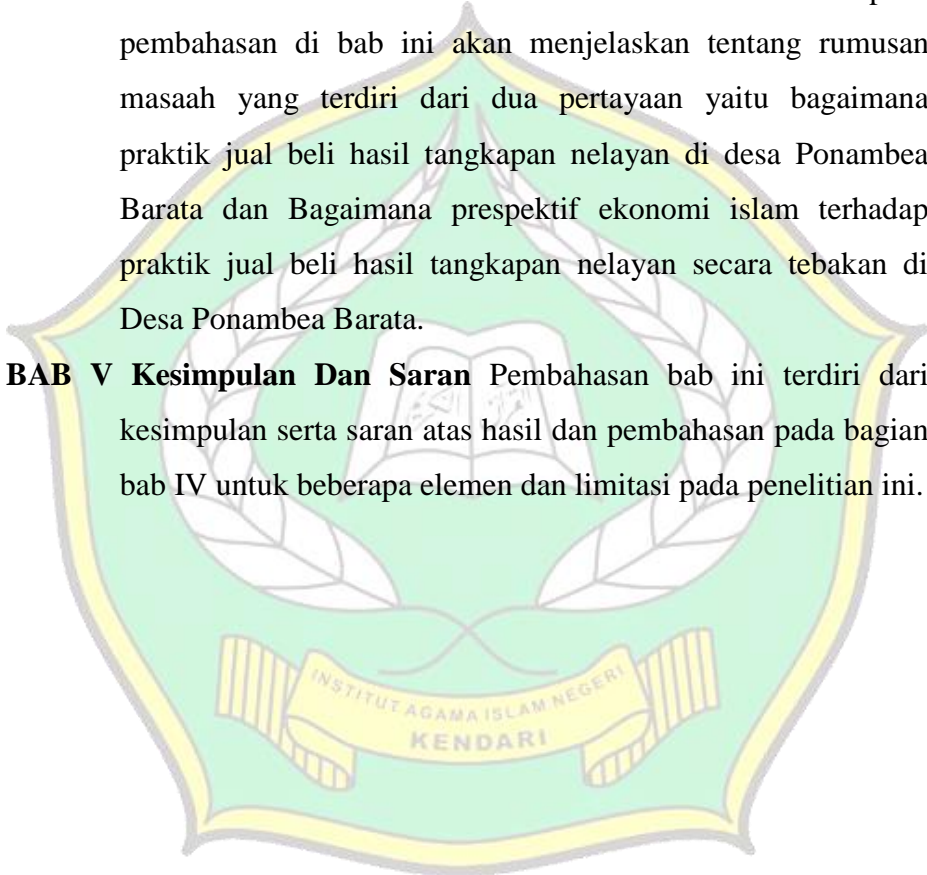 pembahasan di bab ini akan menjelaskan tentang rumusan
masaah yang terdiri dari dua pertayaan yaitu bagaimana
praktik jual beli hasil tangkapan nelayan di desa Ponambea
Barata dan Bagaimana prespektif ekonomi islam terhadap
praktik jual beli hasil tangkapan nelayan secara tebakan di
Desa Ponambea Barata.
BAB V Kesimpulan Dan Saran Pembahasan bab ini terdiri dari
kesimpulan serta saran atas hasil dan pembahasan pada bagian
bab IV untuk beberapa elemen dan limitasi pada penelitian ini.
INSTITUT AGAMA ISLAM NEGERI
KENDARI